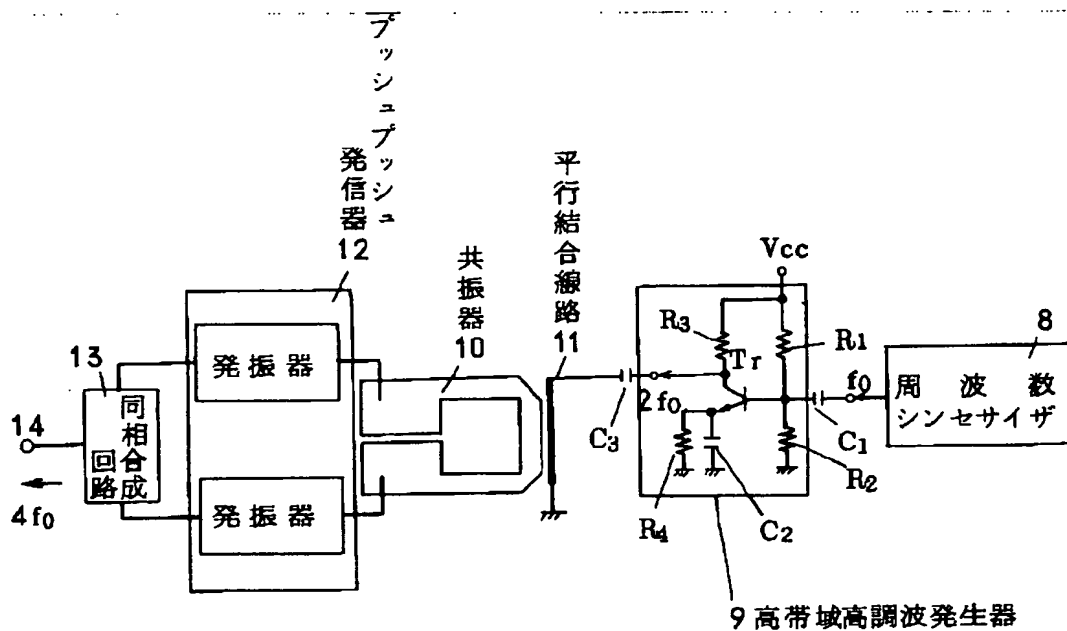 プッシュプッシュ
発信器
12
平行結合線路
11
共振器
10
Vcc
R3
Tr
R1
8
13
発振器
2f0
f0
周波数
シンセサイザ
14
同相合成
回路
C3
C1
R2
4f0
発振器
R4
C2
9高帯域高調波発生器